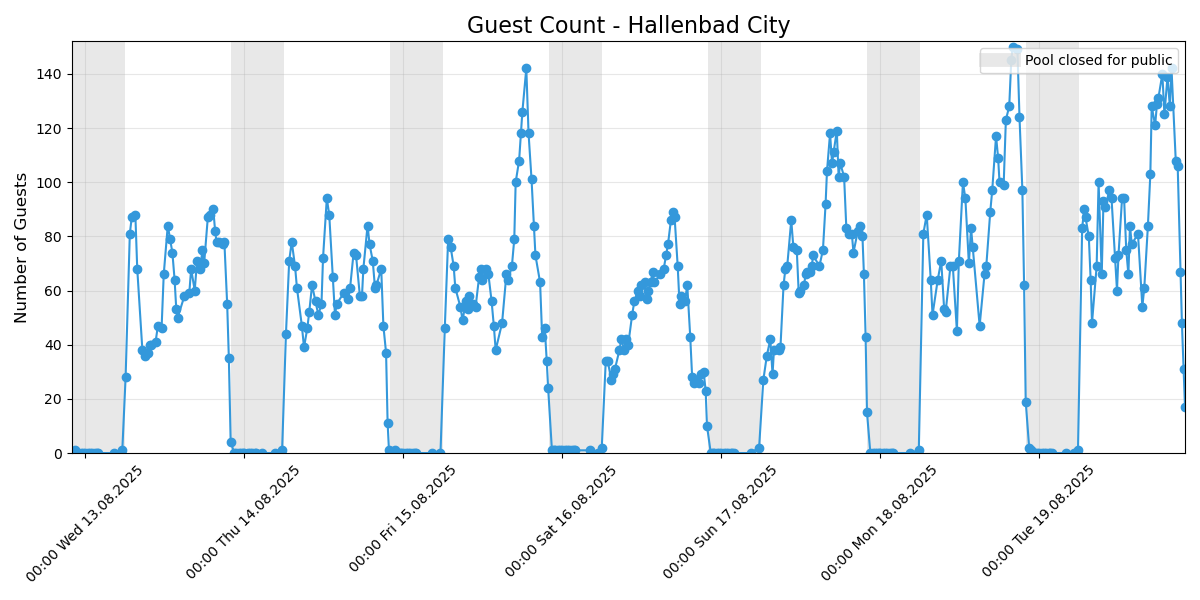 Guest Count - Hallenbad City
Pool closed for public
Number of Guests
140
120
100
80
60
40
20
0
00:00 Wed 13.08.2025
00:00 Thu 14.08.2025
00:00 Fri 15.08.2025
00:00 Sat 16.08.2025
00:00 Sun 17.08.2025
00:00 Mon 18.08.2025
00:00 Tue 19.08.2025